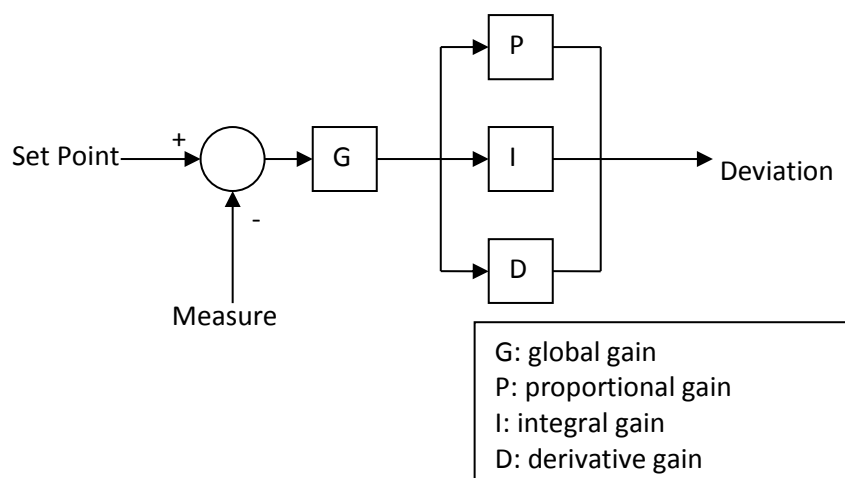 P
+
Set Point
G
I
Deviation
-
D
Measure
G: global gain
P: proportional gain
I: integral gain
D: derivative gain